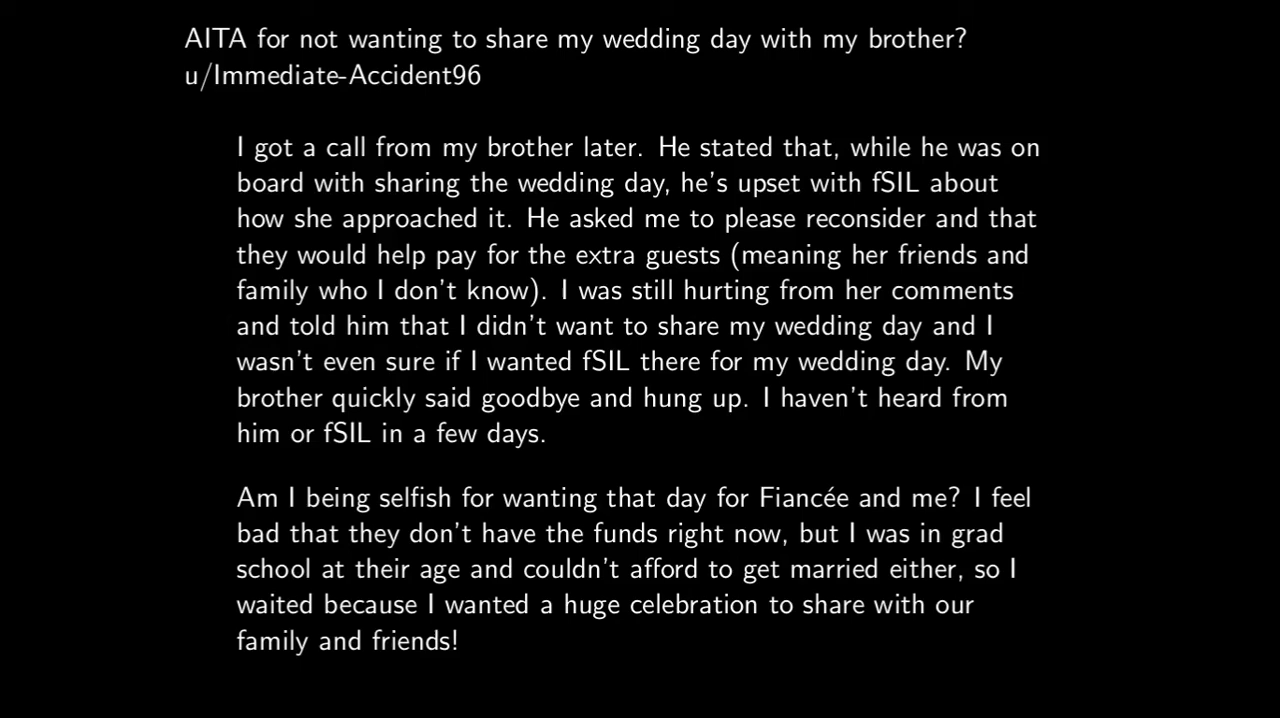 AITA for not wanting to share my wedding day with my brother?
u/Immediate-Accident96
I got a call from my brother later. He stated that, while he was on
board with sharing the wedding day, he's upset with fSIL about
how she approached it. He asked me to please reconsider and that
they would help pay for the extra guests (meaning her friends and
family who I don't know). I was still hurting from her comments
and told him that I didn't want to share my wedding day and I
wasn't even sure if I wanted fSIL there for my wedding day. My
brother quickly said goodbye and hung up. I haven't heard from
him or fSIL in a few days.
Am I being selfish for wanting that day for Fiancée and me? I feel
bad that they don't have the funds right now, but I was in grad
school at their age and couldn't afford to get married either, so I
waited because I wanted a huge celebration to share with our
family and friends!